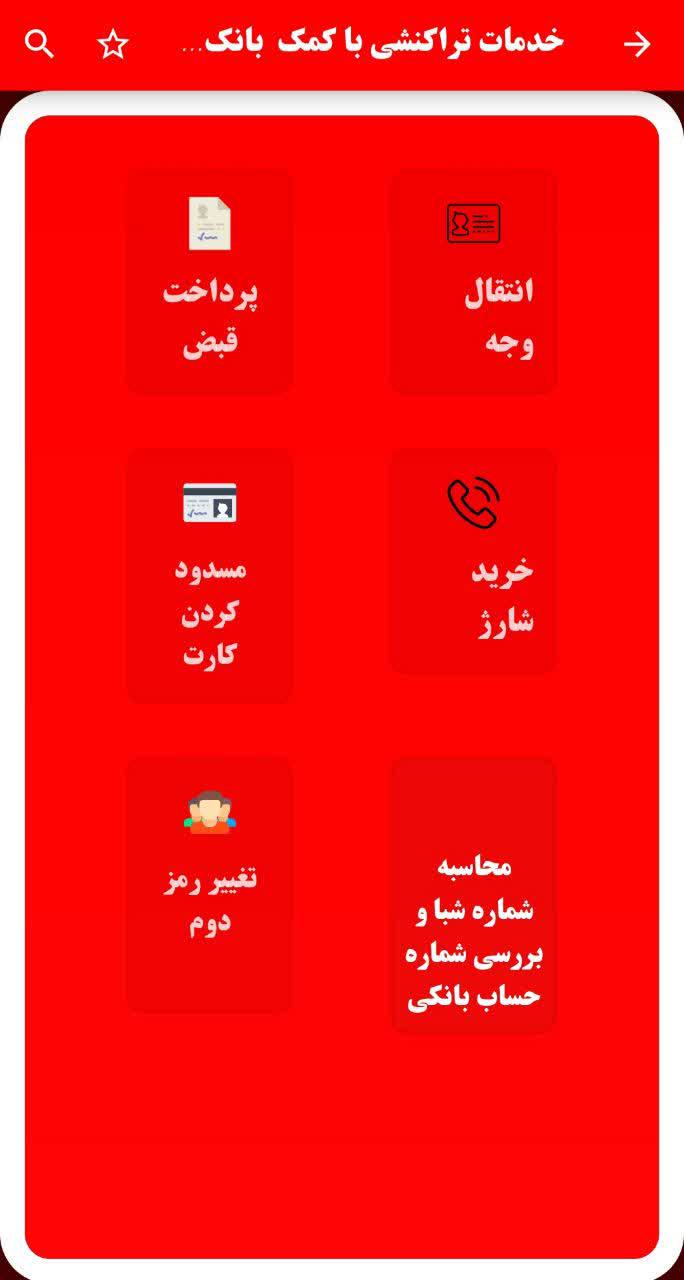 خدمات تراکنشی با کمک بانک...
انتقال
وجه
پرداخت
قبض
خرید
شارژ
مسدود
کردن
کارت
محاسبه
شماره شبا و
بررسی شماره
حساب بانکی
تغییر رمز
دوم